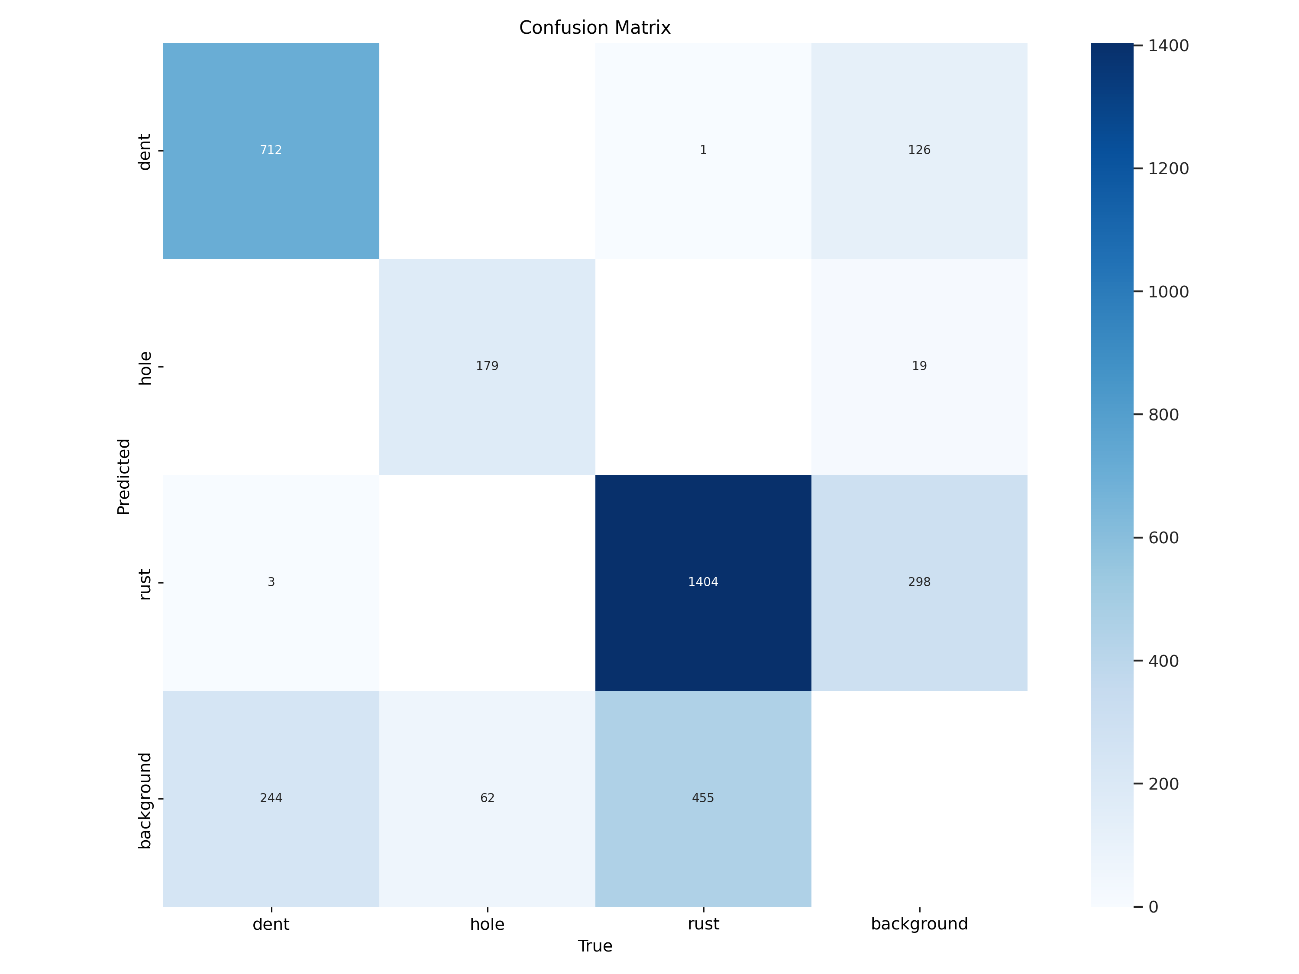 Confusion Matrix
dent
712
1
126
hole
179
19
rust
3
1404
298
background
244
62
455
dent
hole
rust
background
True
Predicted
1400
1200
1000
800
600
400
200
0